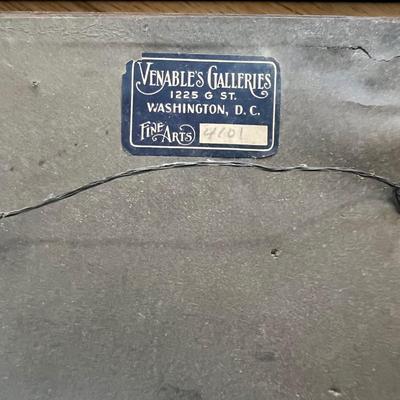 VENABLE'S GALLERIES
1225 G ST.
WASHINGTON, D. C.
FINE ARTS 4101